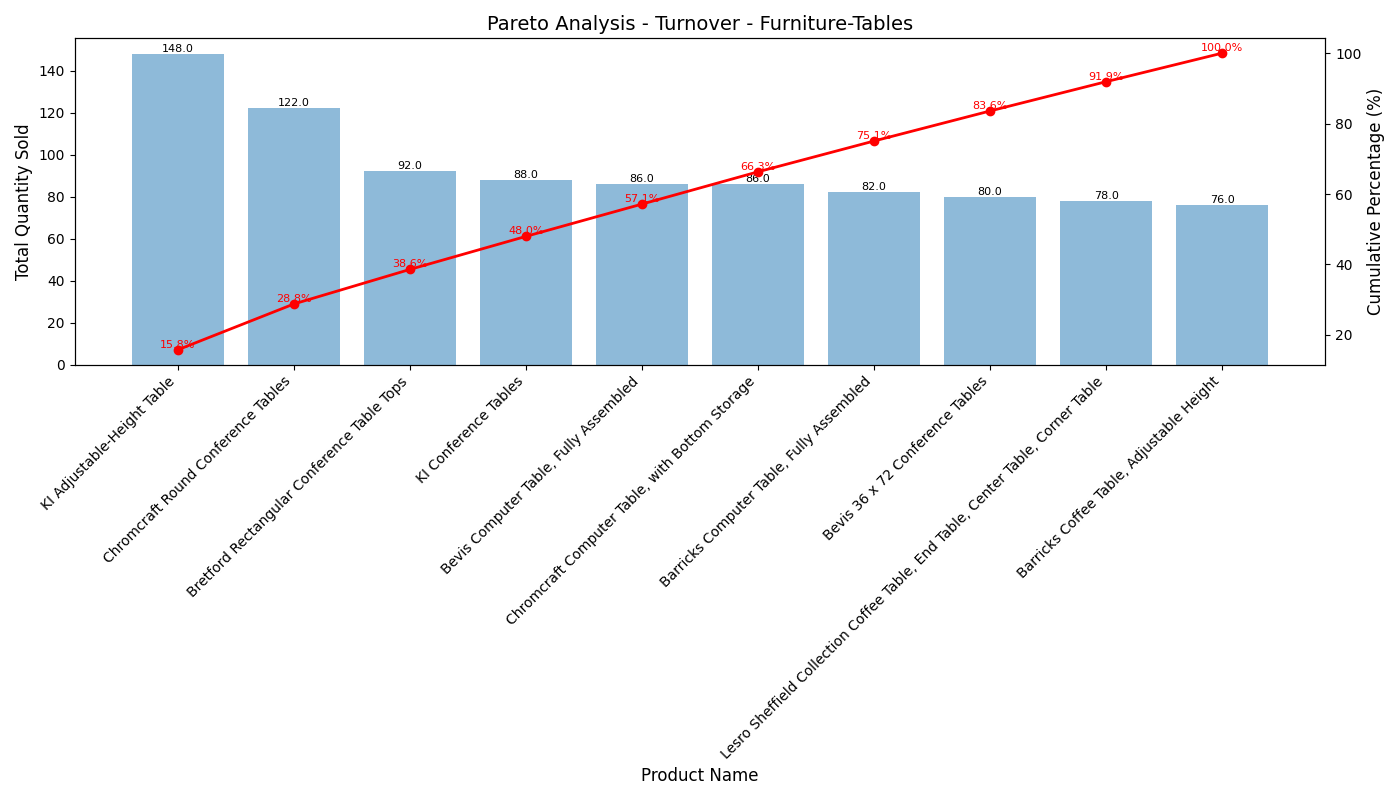 Pareto Analysis - Turnover - Furniture-Tables
Total Quantity Sold
140
120
100
80
60
40
20
0
148.0
122.0
92.0
88.0
86.0
86.0
82.0
80.0
78.0
76.0
15.8%
28.8%
38.6%
48.0%
57.1%
66.3%
75.1%
83.6%
91.9%
100.0%
100
80
60
40
20
Cumulative Percentage (%)
KI Adjustable-Height Table
Chromcraft Round Conference Tables
Bretford Rectangular Conference Table Tops
KI Conference Tables
Bevis Computer Table, Fully Assembled
Chromcraft Computer Table, with Bottom Storage
Barricks Computer Table, Fully Assembled
Bevis 36 x 72 Conference Tables
Lesro Sheffield Collection Coffee Table, End Table, Center Table, Corner Table
Barricks Coffee Table, Adjustable Height
Product Name